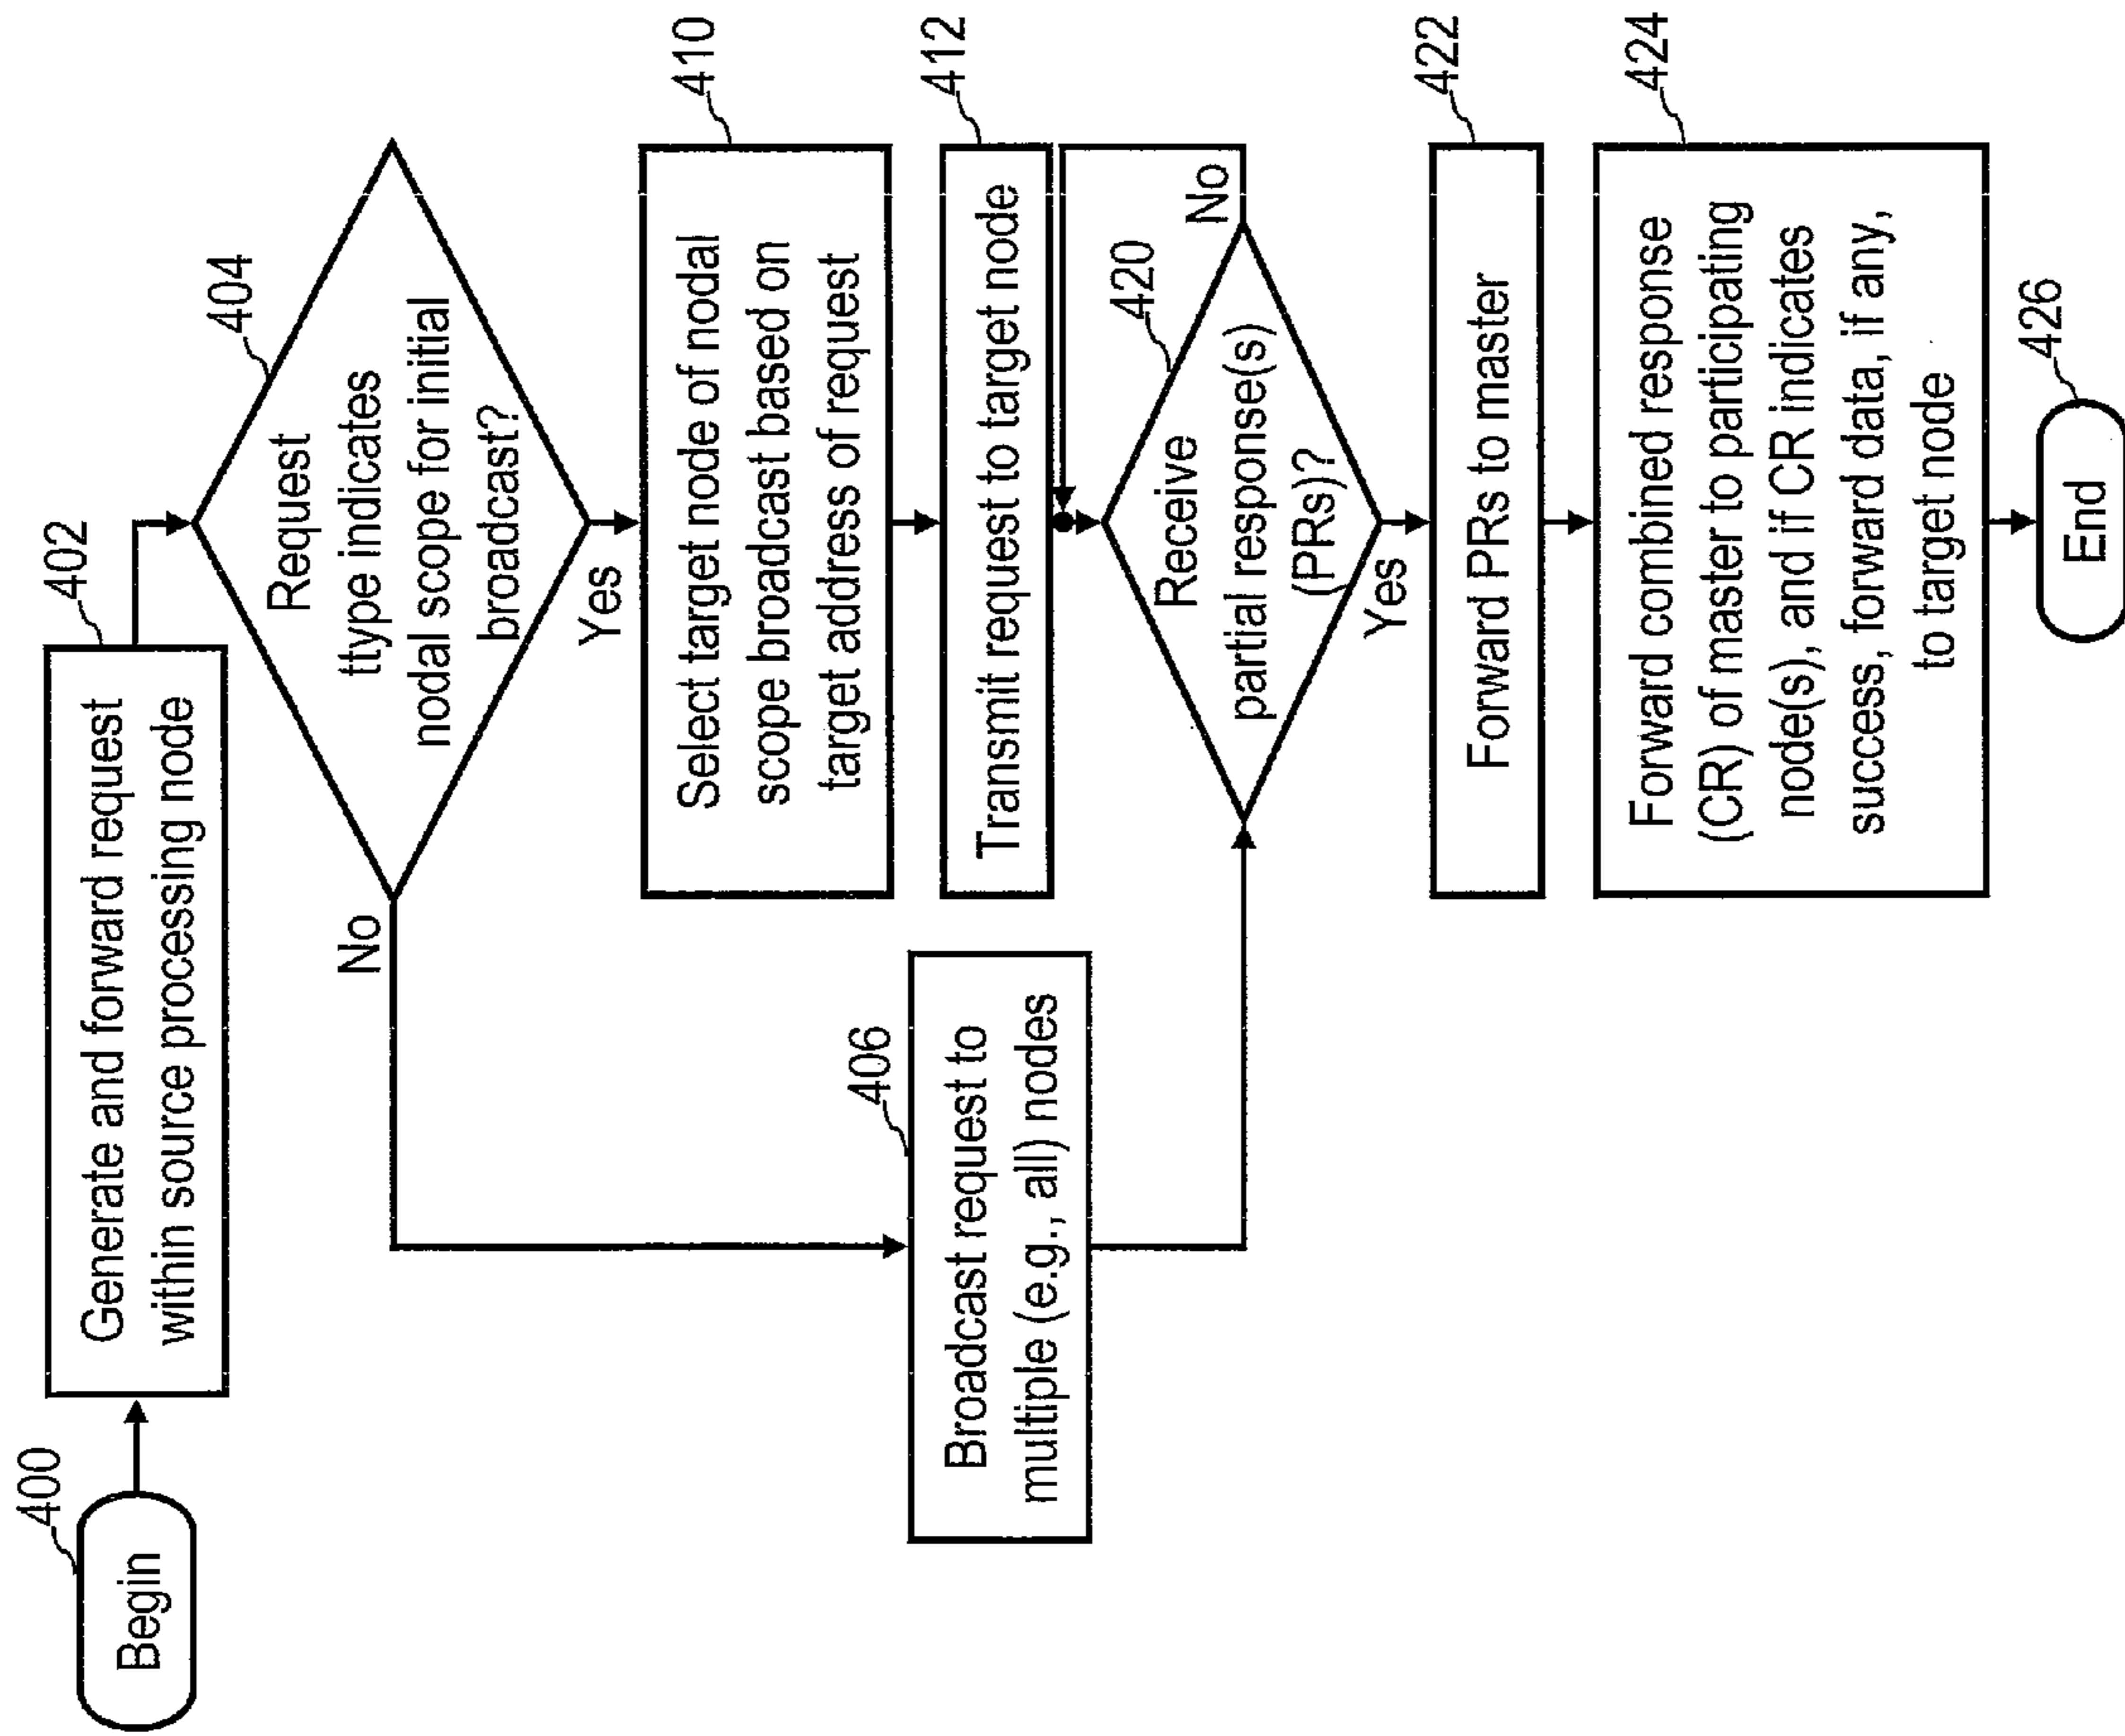 400
Begin
402
Generate and forward request
within source processing node
404
Request
ttype indicates
nodal scope for initial
broadcast?
No
Yes
406
Broadcast request to
multiple (e.g., all) nodes
410
Select target node of nodal
scope broadcast based on
target address of request
412
Transmit request to target node
420
Receive
partial response(s)
(PRs)?
No
Yes
422
Forward PRs to master
424
Forward combined response
(CR) of master to participating
node(s), and if CR indicates
success, forward data, if any,
to target node
426
End